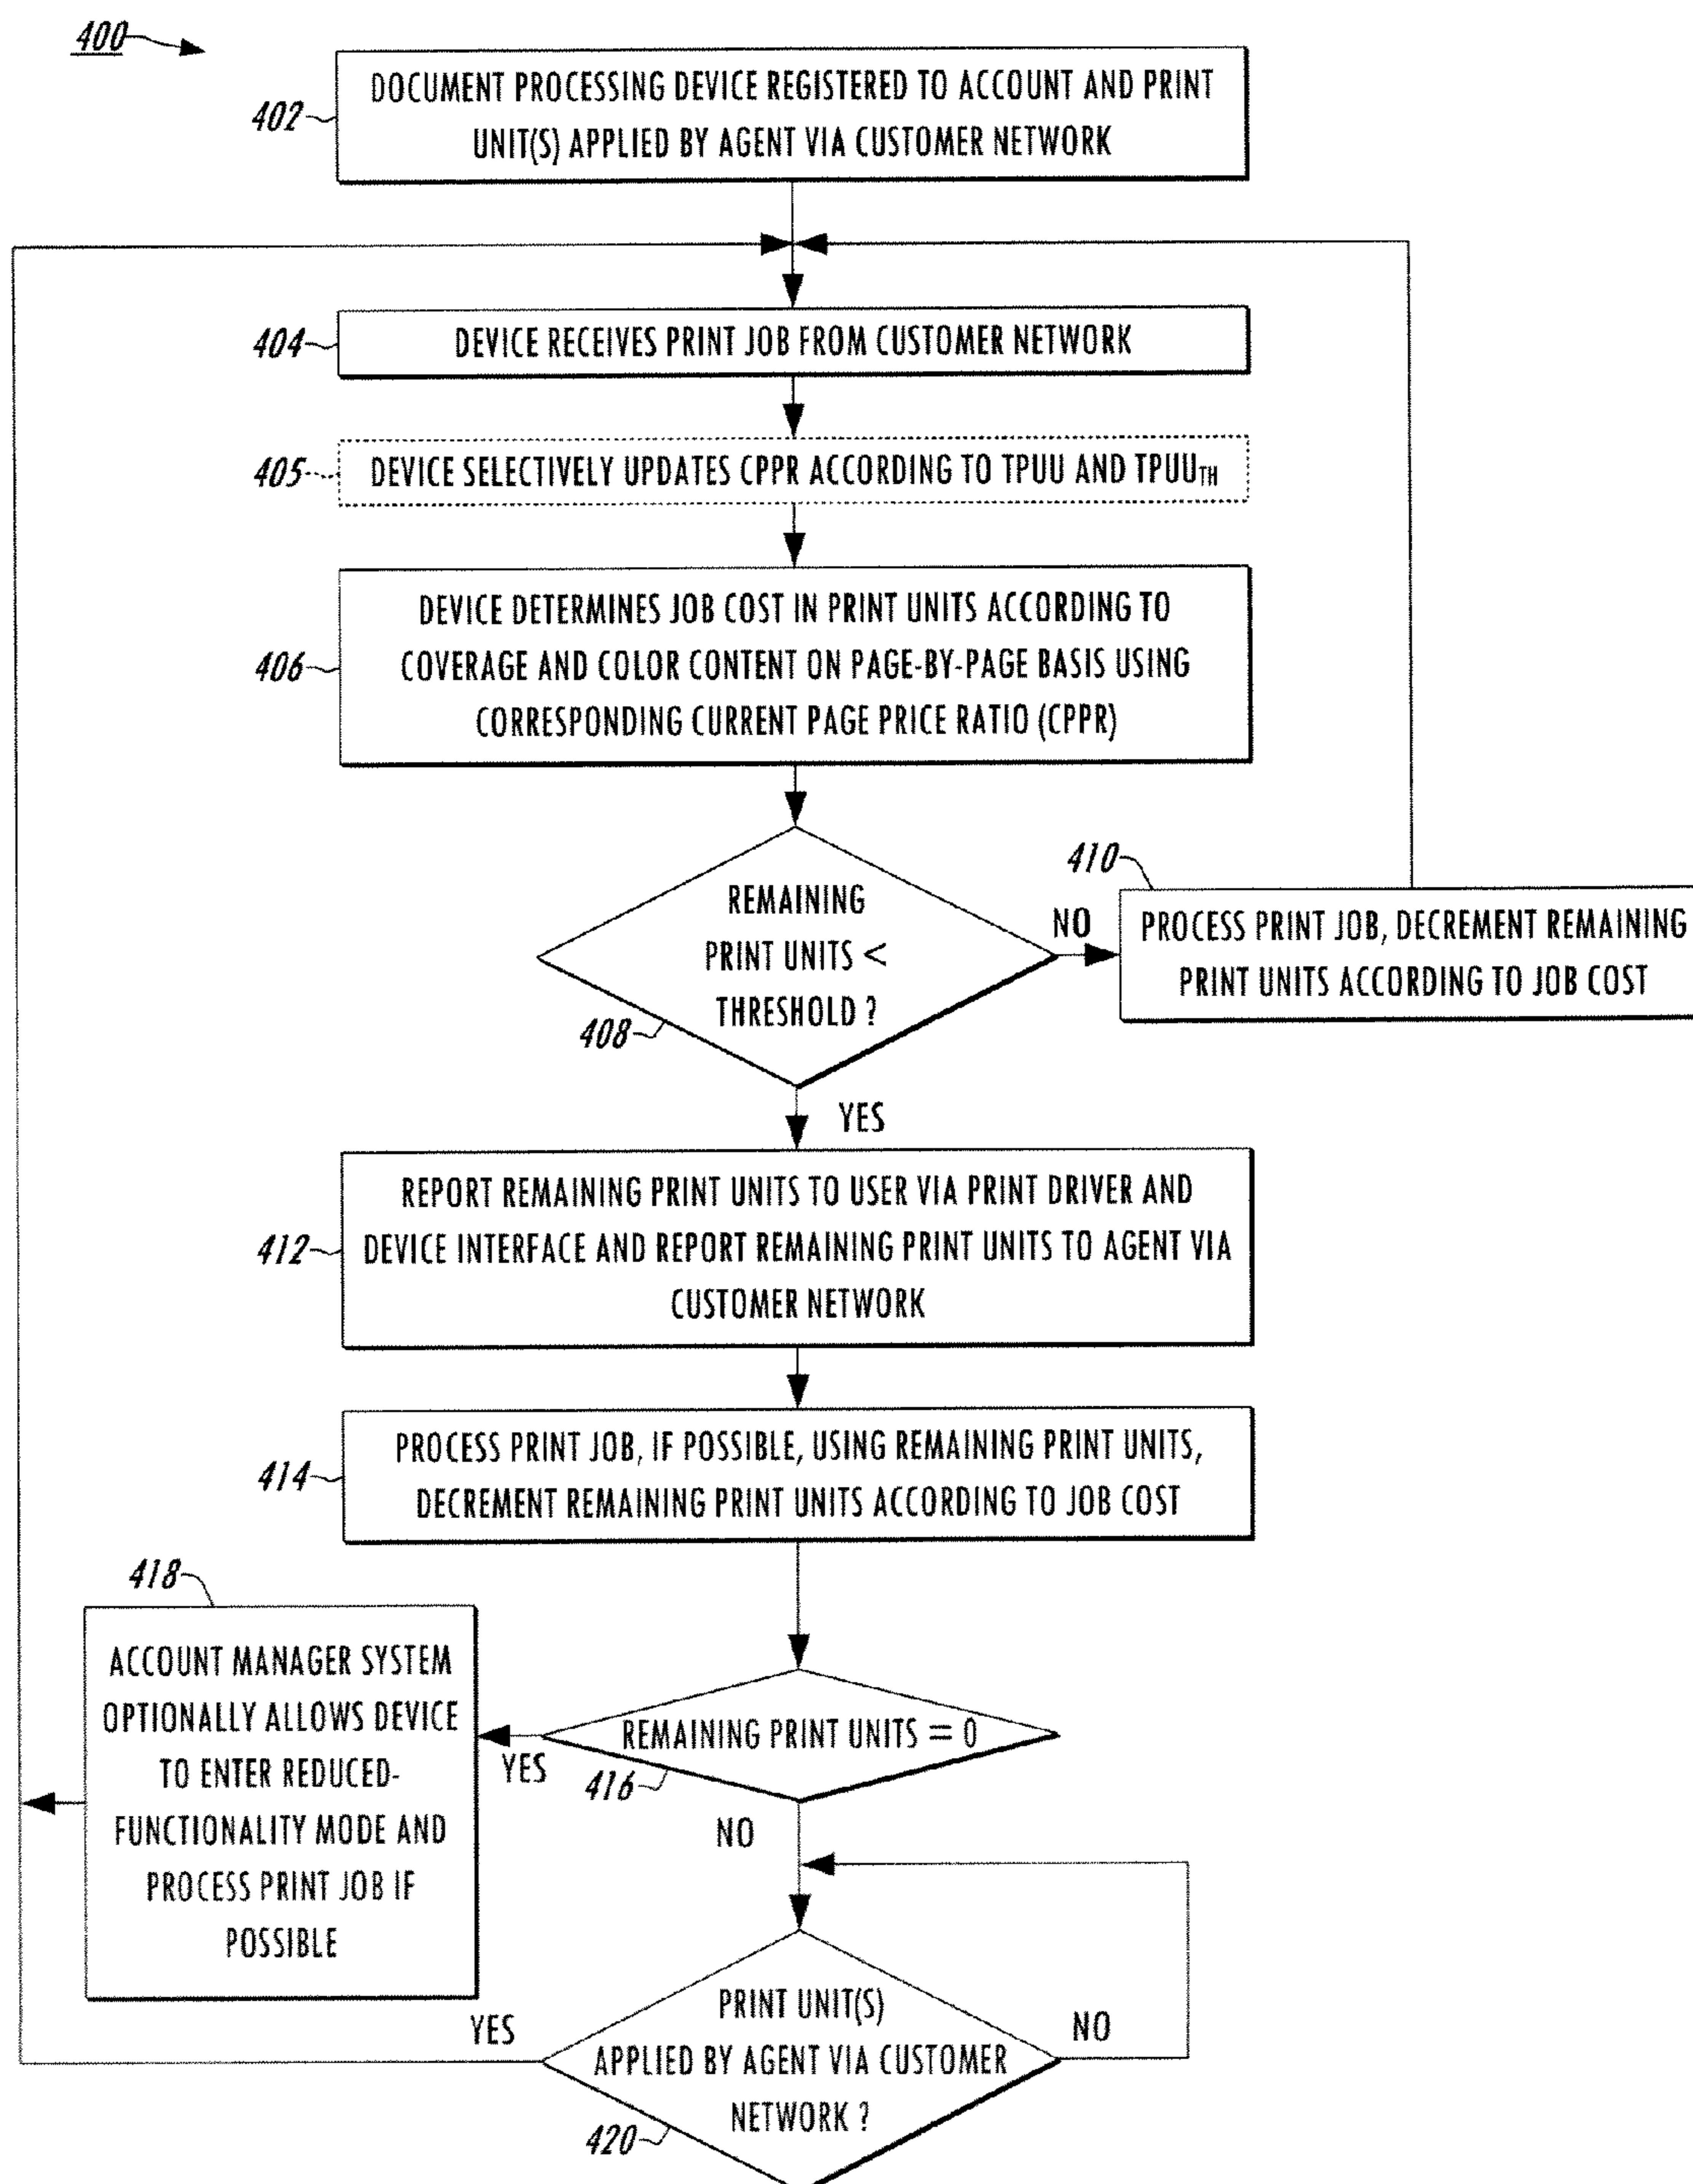 400
402
DOCUMENT PROCESSING DEVICE REGISTERED TO ACCOUNT AND PRINT
UNIT(S) APPLIED BY AGENT VIA CUSTOMER NETWORK
404
DEVICE RECEIVES PRINT JOB FROM CUSTOMER NETWORK
405
DEVICE SELECTIVELY UPDATES CPPR ACCORDING TO TPUU AND TPUUTH
406
DEVICE DETERMINES JOB COST IN PRINT UNITS ACCORDING TO
COVERAGE AND COLOR CONTENT ON PAGE-BY-PAGE BASIS USING
CORRESPONDING CURRENT PAGE PRICE RATIO (CPPR)
REMAINING
PRINT UNITS <
THRESHOLD ?
408
NO
410
PROCESS PRINT JOB, DECREMENT REMAINING
PRINT UNITS ACCORDING TO JOB COST
YES
412
REPORT REMAINING PRINT UNITS TO USER VIA PRINT DRIVER AND
DEVICE INTERFACE AND REPORT REMAINING PRINT UNITS TO AGENT VIA
CUSTOMER NETWORK
414
PROCESS PRINT JOB, IF POSSIBLE, USING REMAINING PRINT UNITS,
DECREMENT REMAINING PRINT UNITS ACCORDING TO JOB COST
REMAINING PRINT UNITS = 0
416
YES
418
ACCOUNT MANAGER SYSTEM
OPTIONALLY ALLOWS DEVICE
TO ENTER REDUCED-
FUNCTIONALITY MODE AND
PROCESS PRINT JOB IF
POSSIBLE
NO
PRINT UNIT(S)
APPLIED BY AGENT VIA CUSTOMER
NETWORK ?
420
YES
NO